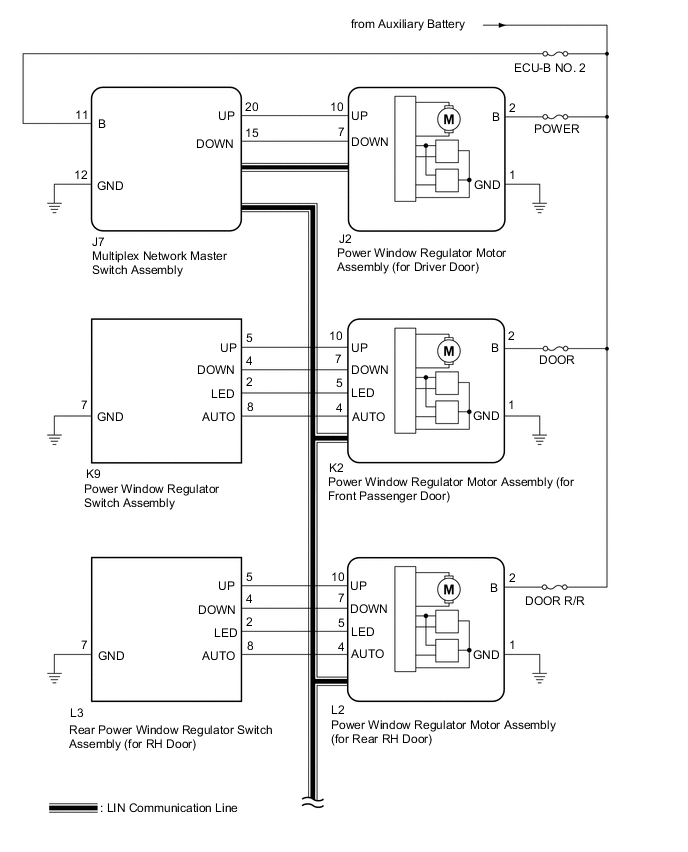 from Auxiliary Battery
ECU-B NO. 2
11
B
UP
20
10
UP
B
2
POWER
DOWN
15
7
DOWN
M
12
GND
GND
1
J7
Multiplex Network Master
Switch Assembly
J2
Power Window Regulator Motor
Assembly (for Driver Door)
UP
5
10
UP
B
2
DOOR
M
DOWN
4
7
DOWN
LED
2
5
LED
7
GND
AUTO
8
4
AUTO
GND
1
K9
Power Window Regulator
Switch Assembly
K2
Power Window Regulator Motor Assembly (for
Front Passenger Door)
UP
5
10
UP
B
2
DOOR R/R
M
DOWN
4
7
DOWN
LED
2
5
LED
7
GND
AUTO
8
4
AUTO
GND
1
L3
Rear Power Window Regulator Switch
Assembly (for RH Door)
L2
Power Window Regulator Motor Assembly
(for Rear RH Door)
: LIN Communication Line